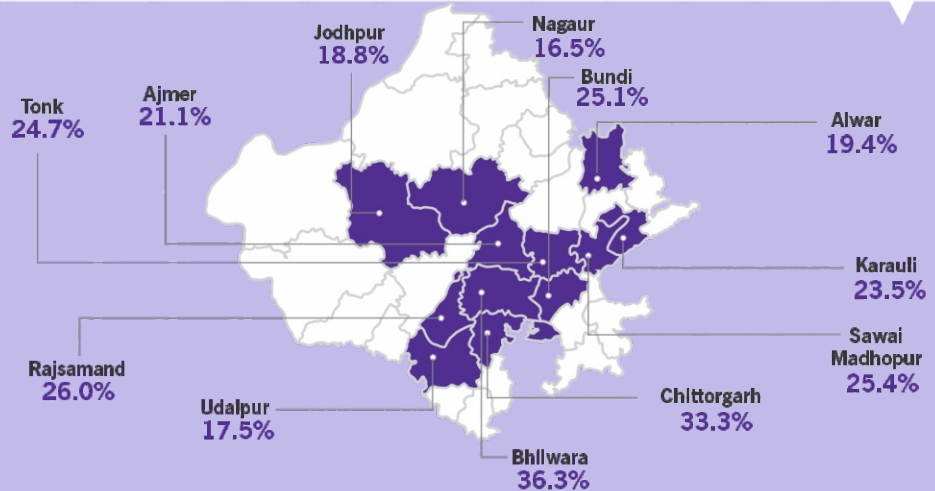 Jodhpur
18.8%
Nagaur
16.5%
Bundi
25.1%
Ajmer
21.1%
Tonk
24.7%
Alwar
19.4%
Karauli
23.5%
Sawai
Madhopur
25.4%
Rajsamand
26.0%
Udalpur
17.5%
Chittorgarh
33.3%
Bhilwara
36.3%